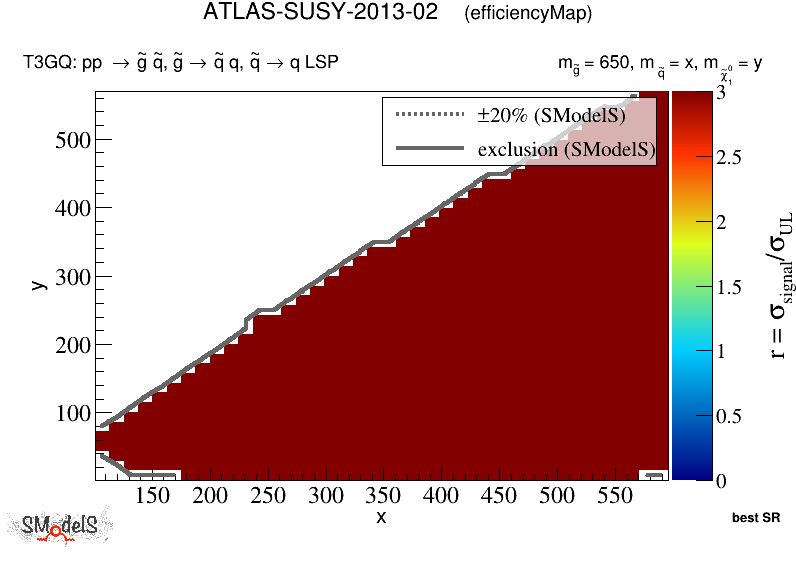 ATLAS-SUSY-2013-02 (efficiencyMap)
T3GQ: pp → g̃ q̃, g̃ → q̃ q, q̃ → q LSP
m_g̃ = 650, m_q̃ = x, m_χ̃₁⁰ = y
±20% (SModelS)
exclusion (SModelS)
500
400
300
200
100
y
150 200 250 300 350 400 450 500 550
x
3
2.5
2
1.5
1
0.5
0
r = σ_signal/σ_UL
SModelS
best SR